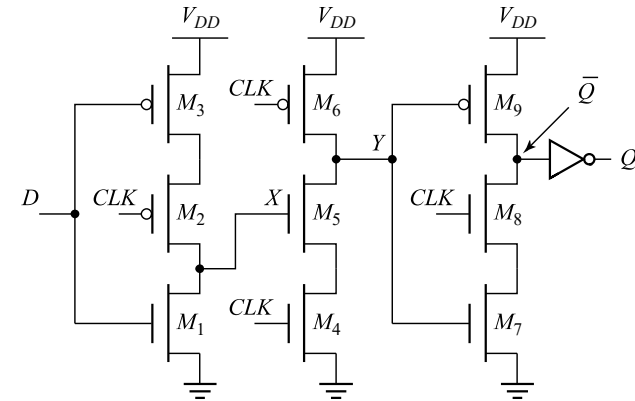 V_DD V_DD V_DD
Q̅
CLK
M_3 M_6 M_9
Y
Q
D CLK X CLK
M_2 M_5 M_8
CLK
M_1 M_4 M_7